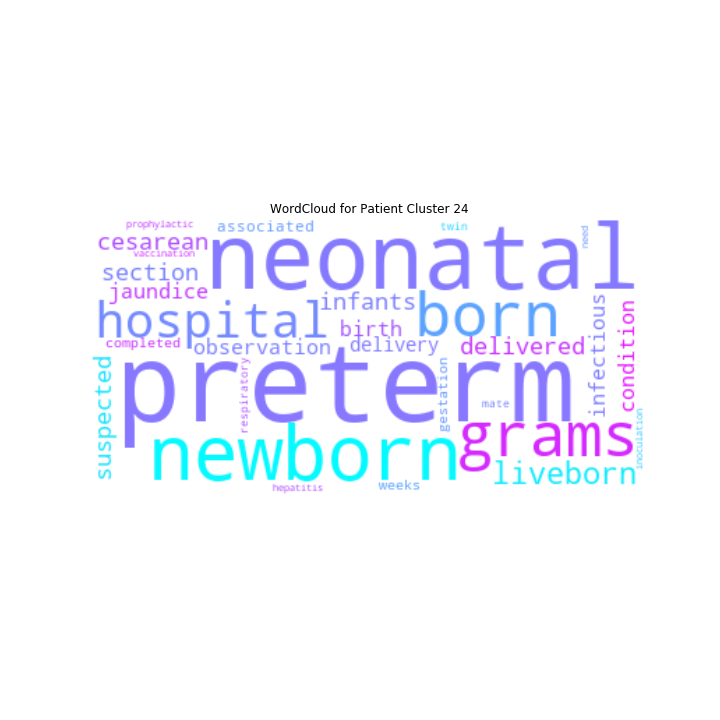 WordCloud for Patient Cluster 24
prophylactic
associated
twin
need
cesarean
neonatal
vaccination
section
jaundice
infants
born
hospital
birth
infectious
condition
completed
observation
delivery
delivered
suspected
preterm
respiratory
gestation
mate
inoculation
newborn
grams
liveborn
hepatitis
weeks